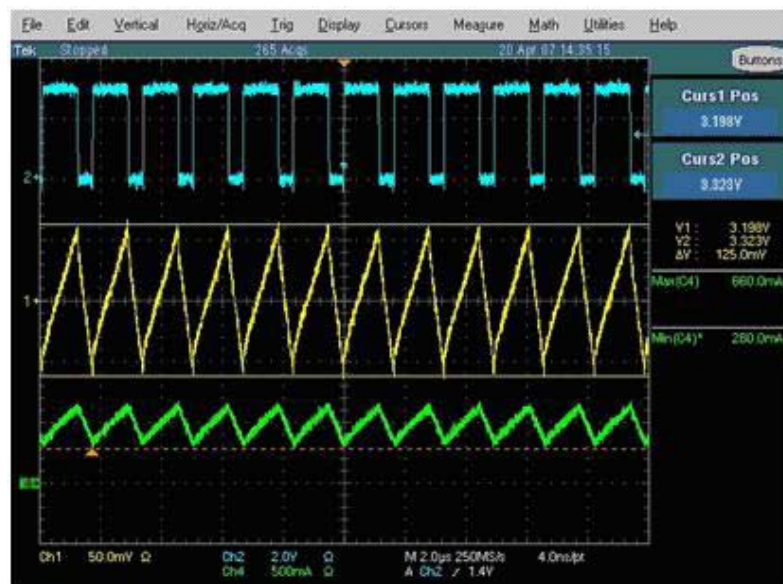 File Edit Vertical Horiz/Acq Trig Display Cursors Measure Math Utilities Help
Tek Stopped 265 Acqs 20 Apr 07 14:35:15
Buttons
Curs1 Pos
3.198V
Curs2 Pos
3.323V
V1 : 3.198V
V2 : 3.323V
ΔV : 125.0mV
Max(C4) 660.0mA
Min(C4)* 280.0mA
2
1
Ch1 50.0mV Ω Ch2 2.0V Ω M 2.0µs 250MS/s 4.0ns/pt
Ch4 500mA Ω A Ch2 ∕ 1.4V